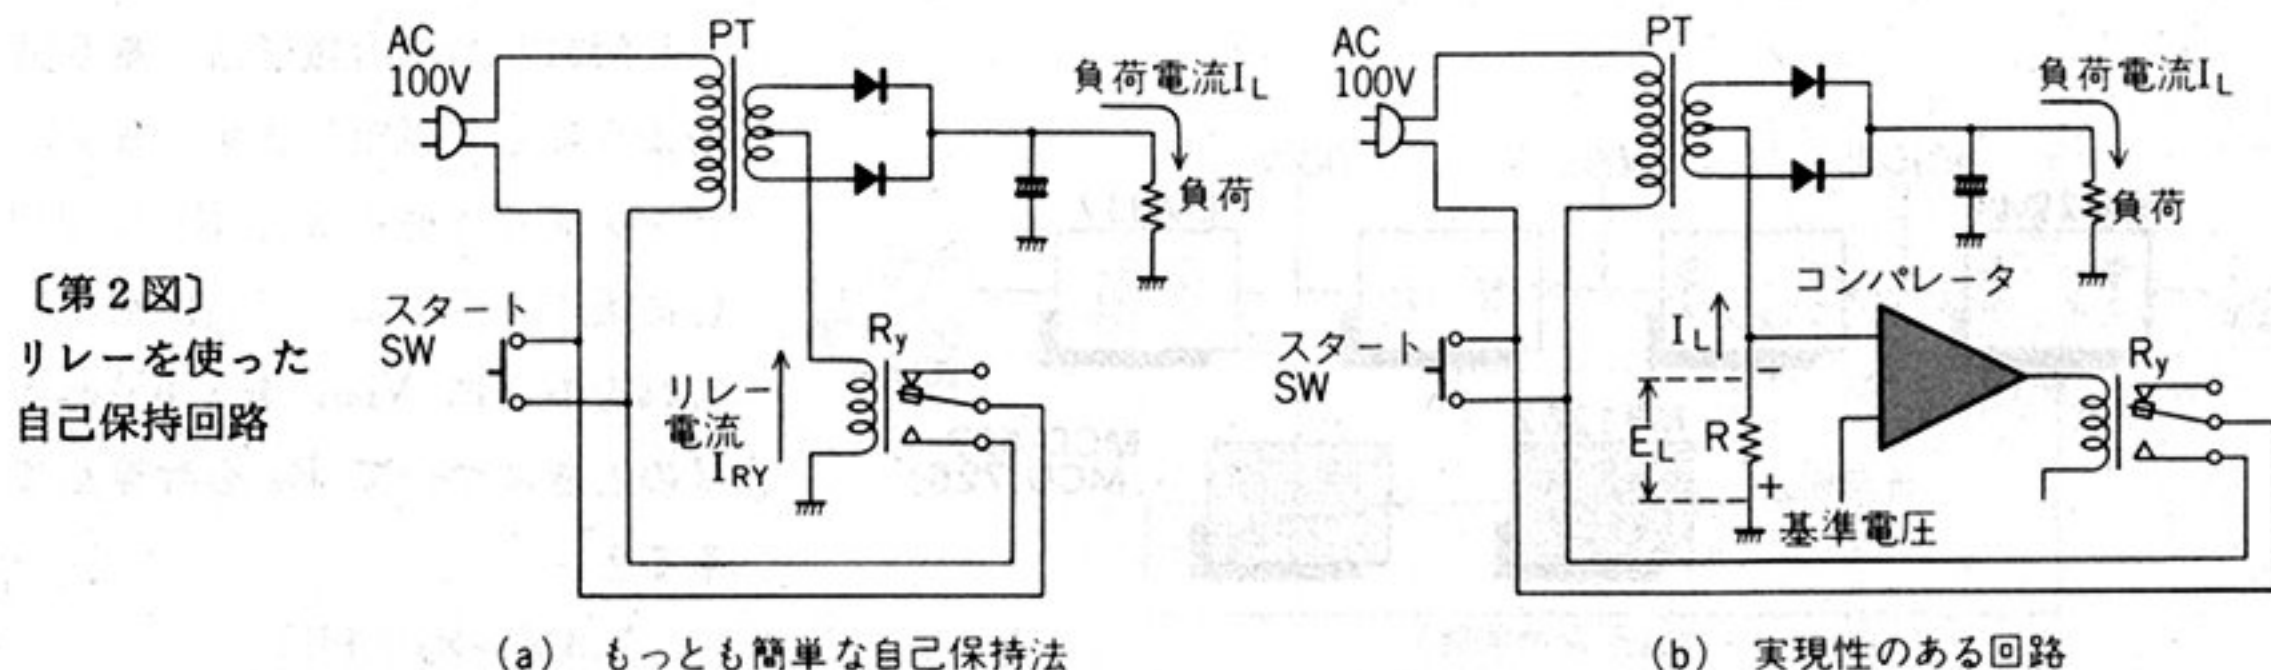 〔第2図〕
リレーを使った
自己保持回路
AC
100V
PT
負荷電流IL
負荷
スタート
SW
リレー
電流
IRY
Ry
(a) もっとも簡単な自己保持法
AC
100V
PT
負荷電流IL
負荷
コンパレータ
スタート
SW
IL
−
EL
R
+
基準電圧
Ry
(b) 実現性のある回路